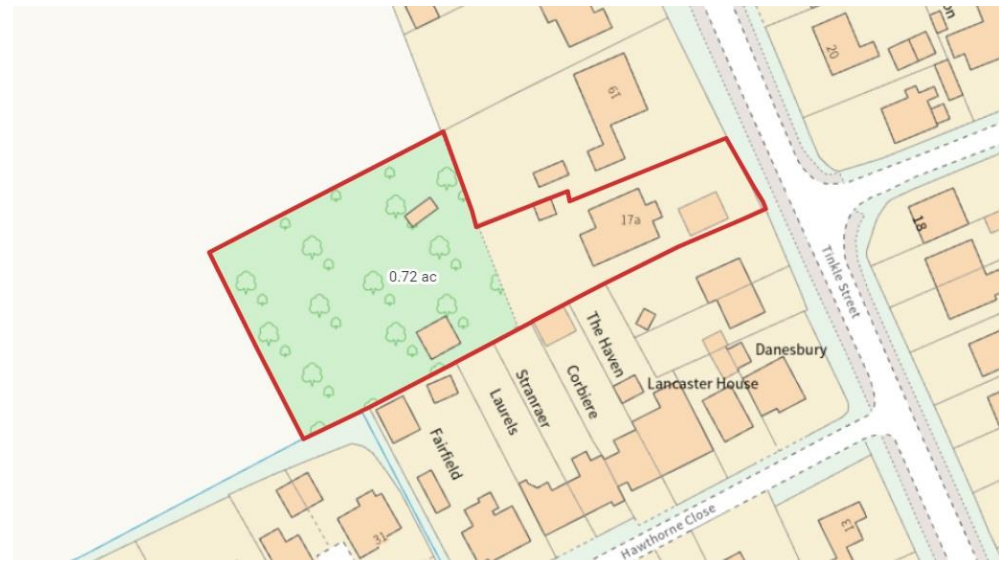 on
20
19
17a
18
0.72 ac
Tinkle Street
The Haven
Danesbury
Corbiere
Lancaster House
Stranraer
Laurels
Fairfield
Hawthorne Close
13
31